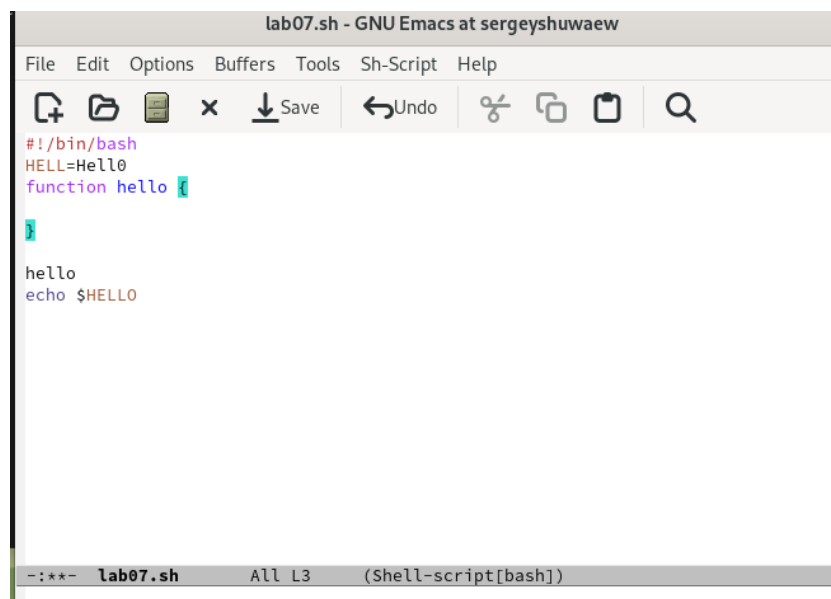 lab07.sh - GNU Emacs at sergeyshuwaew
File Edit Options Buffers Tools Sh-Script Help
Save Undo
#!/bin/bash
HELL=Hell0
function hello {
}
hello
echo $HELLO
-:**- lab07.sh All L3 (Shell-script[bash])